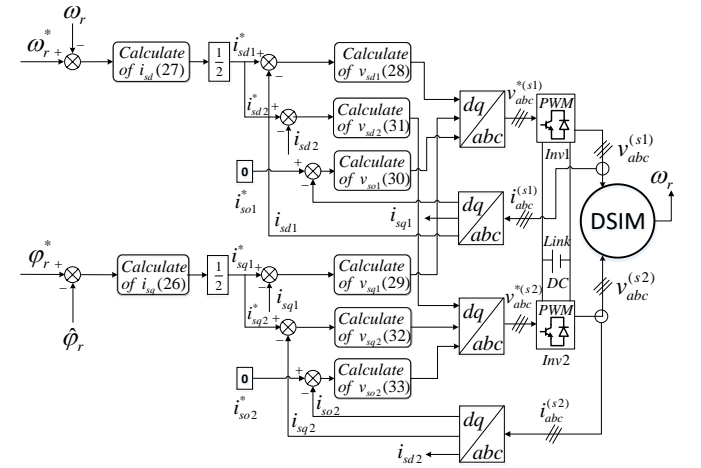 ω_r
ω_r^* + −
Calculate
of i_sd (27)
1/2
i_sd1^* + −
Calculate
of v_sd1 (28)
i_sd2^* + −
i_sd2
Calculate
of v_sd2 (31)
0
+ −
i_so1^*
Calculate
of v_so1 (30)
dq
abc
v_abc^*(s1)
PWM
Inv1
v_abc^(s1)
ω_r
i_sd1
i_sq1
dq
abc
i_abc^(s1)
DSIM
φ_r^* + −
φ̂_r
Calculate
of i_sq (26)
1/2
i_sq1^* + −
i_sq1
Calculate
of v_sq1 (29)
Link
DC
v_abc^(s2)
i_sq2^* + −
Calculate
of v_sq2 (32)
dq
abc
v_abc^*(s2)
PWM
Inv2
0
+ −
i_so2^*
Calculate
of v_so2 (33)
i_so2
i_sq2
i_sd2
dq
abc
i_abc^(s2)